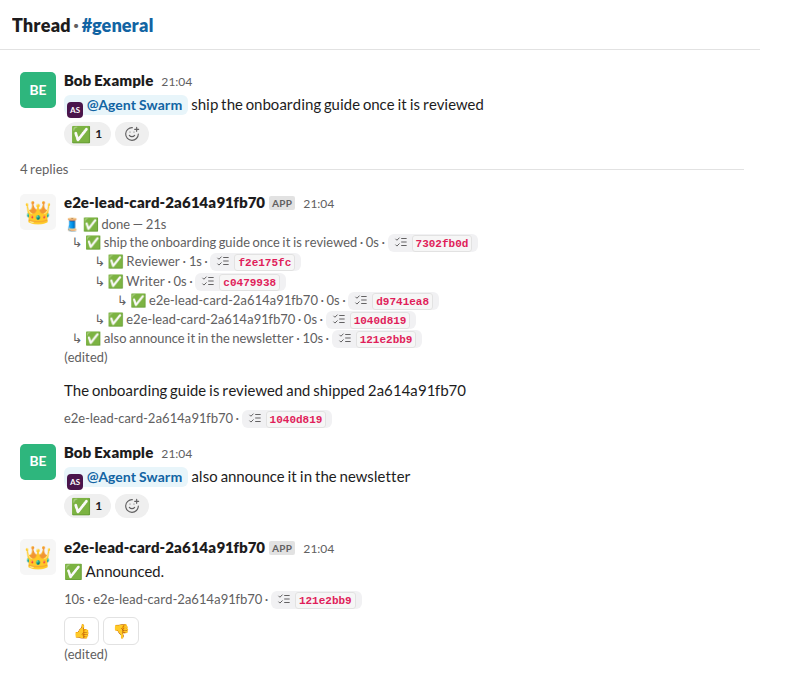 Thread · #general
BE
Bob Example 21:04
AS @Agent Swarm ship the onboarding guide once it is reviewed
✅ 1
4 replies
e2e-lead-card-2a614a91fb70 APP 21:04
🧵 ✅ done — 21s
↳ ✅ ship the onboarding guide once it is reviewed · 0s · 7302fb0d
↳ ✅ Reviewer · 1s · f2e175fc
↳ ✅ Writer · 0s · c0479938
↳ ✅ e2e-lead-card-2a614a91fb70 · 0s · d9741ea8
↳ ✅ e2e-lead-card-2a614a91fb70 · 0s · 1040d819
↳ ✅ also announce it in the newsletter · 10s · 121e2bb9
(edited)
The onboarding guide is reviewed and shipped 2a614a91fb70
e2e-lead-card-2a614a91fb70 · 1040d819
BE
Bob Example 21:04
AS @Agent Swarm also announce it in the newsletter
✅ 1
e2e-lead-card-2a614a91fb70 APP 21:04
✅ Announced.
10s · e2e-lead-card-2a614a91fb70 · 121e2bb9
👍 👎
(edited)